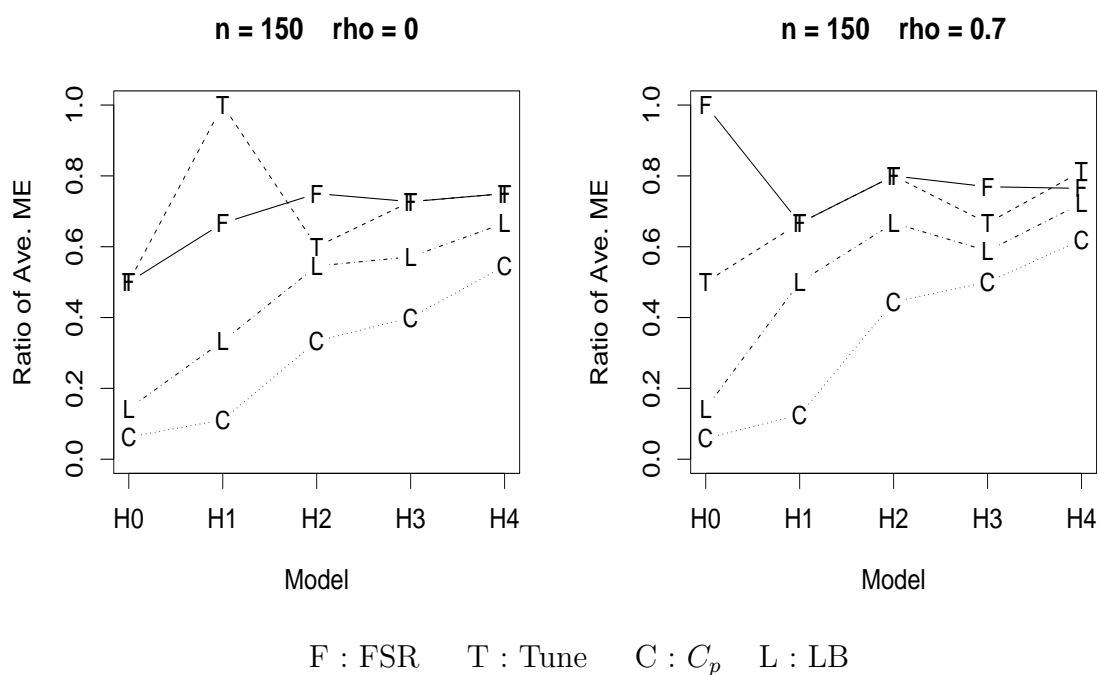 n = 150 rho = 0
Ratio of Ave. ME
1.0
0.8
0.6
0.4
0.2
0.0
T
F
T
F
L
C
F
L
C
F
T
L
C
T
F
L
C
T
F
L
C
H0 H1 H2 H3 H4
Model
n = 150 rho = 0.7
Ratio of Ave. ME
1.0
0.8
0.6
0.4
0.2
0.0
F
T
L
C
T
F
L
C
T
F
L
C
F
T
L
C
T
F
L
C
H0 H1 H2 H3 H4
Model
F : FSR T : Tune C : Cp L : LB